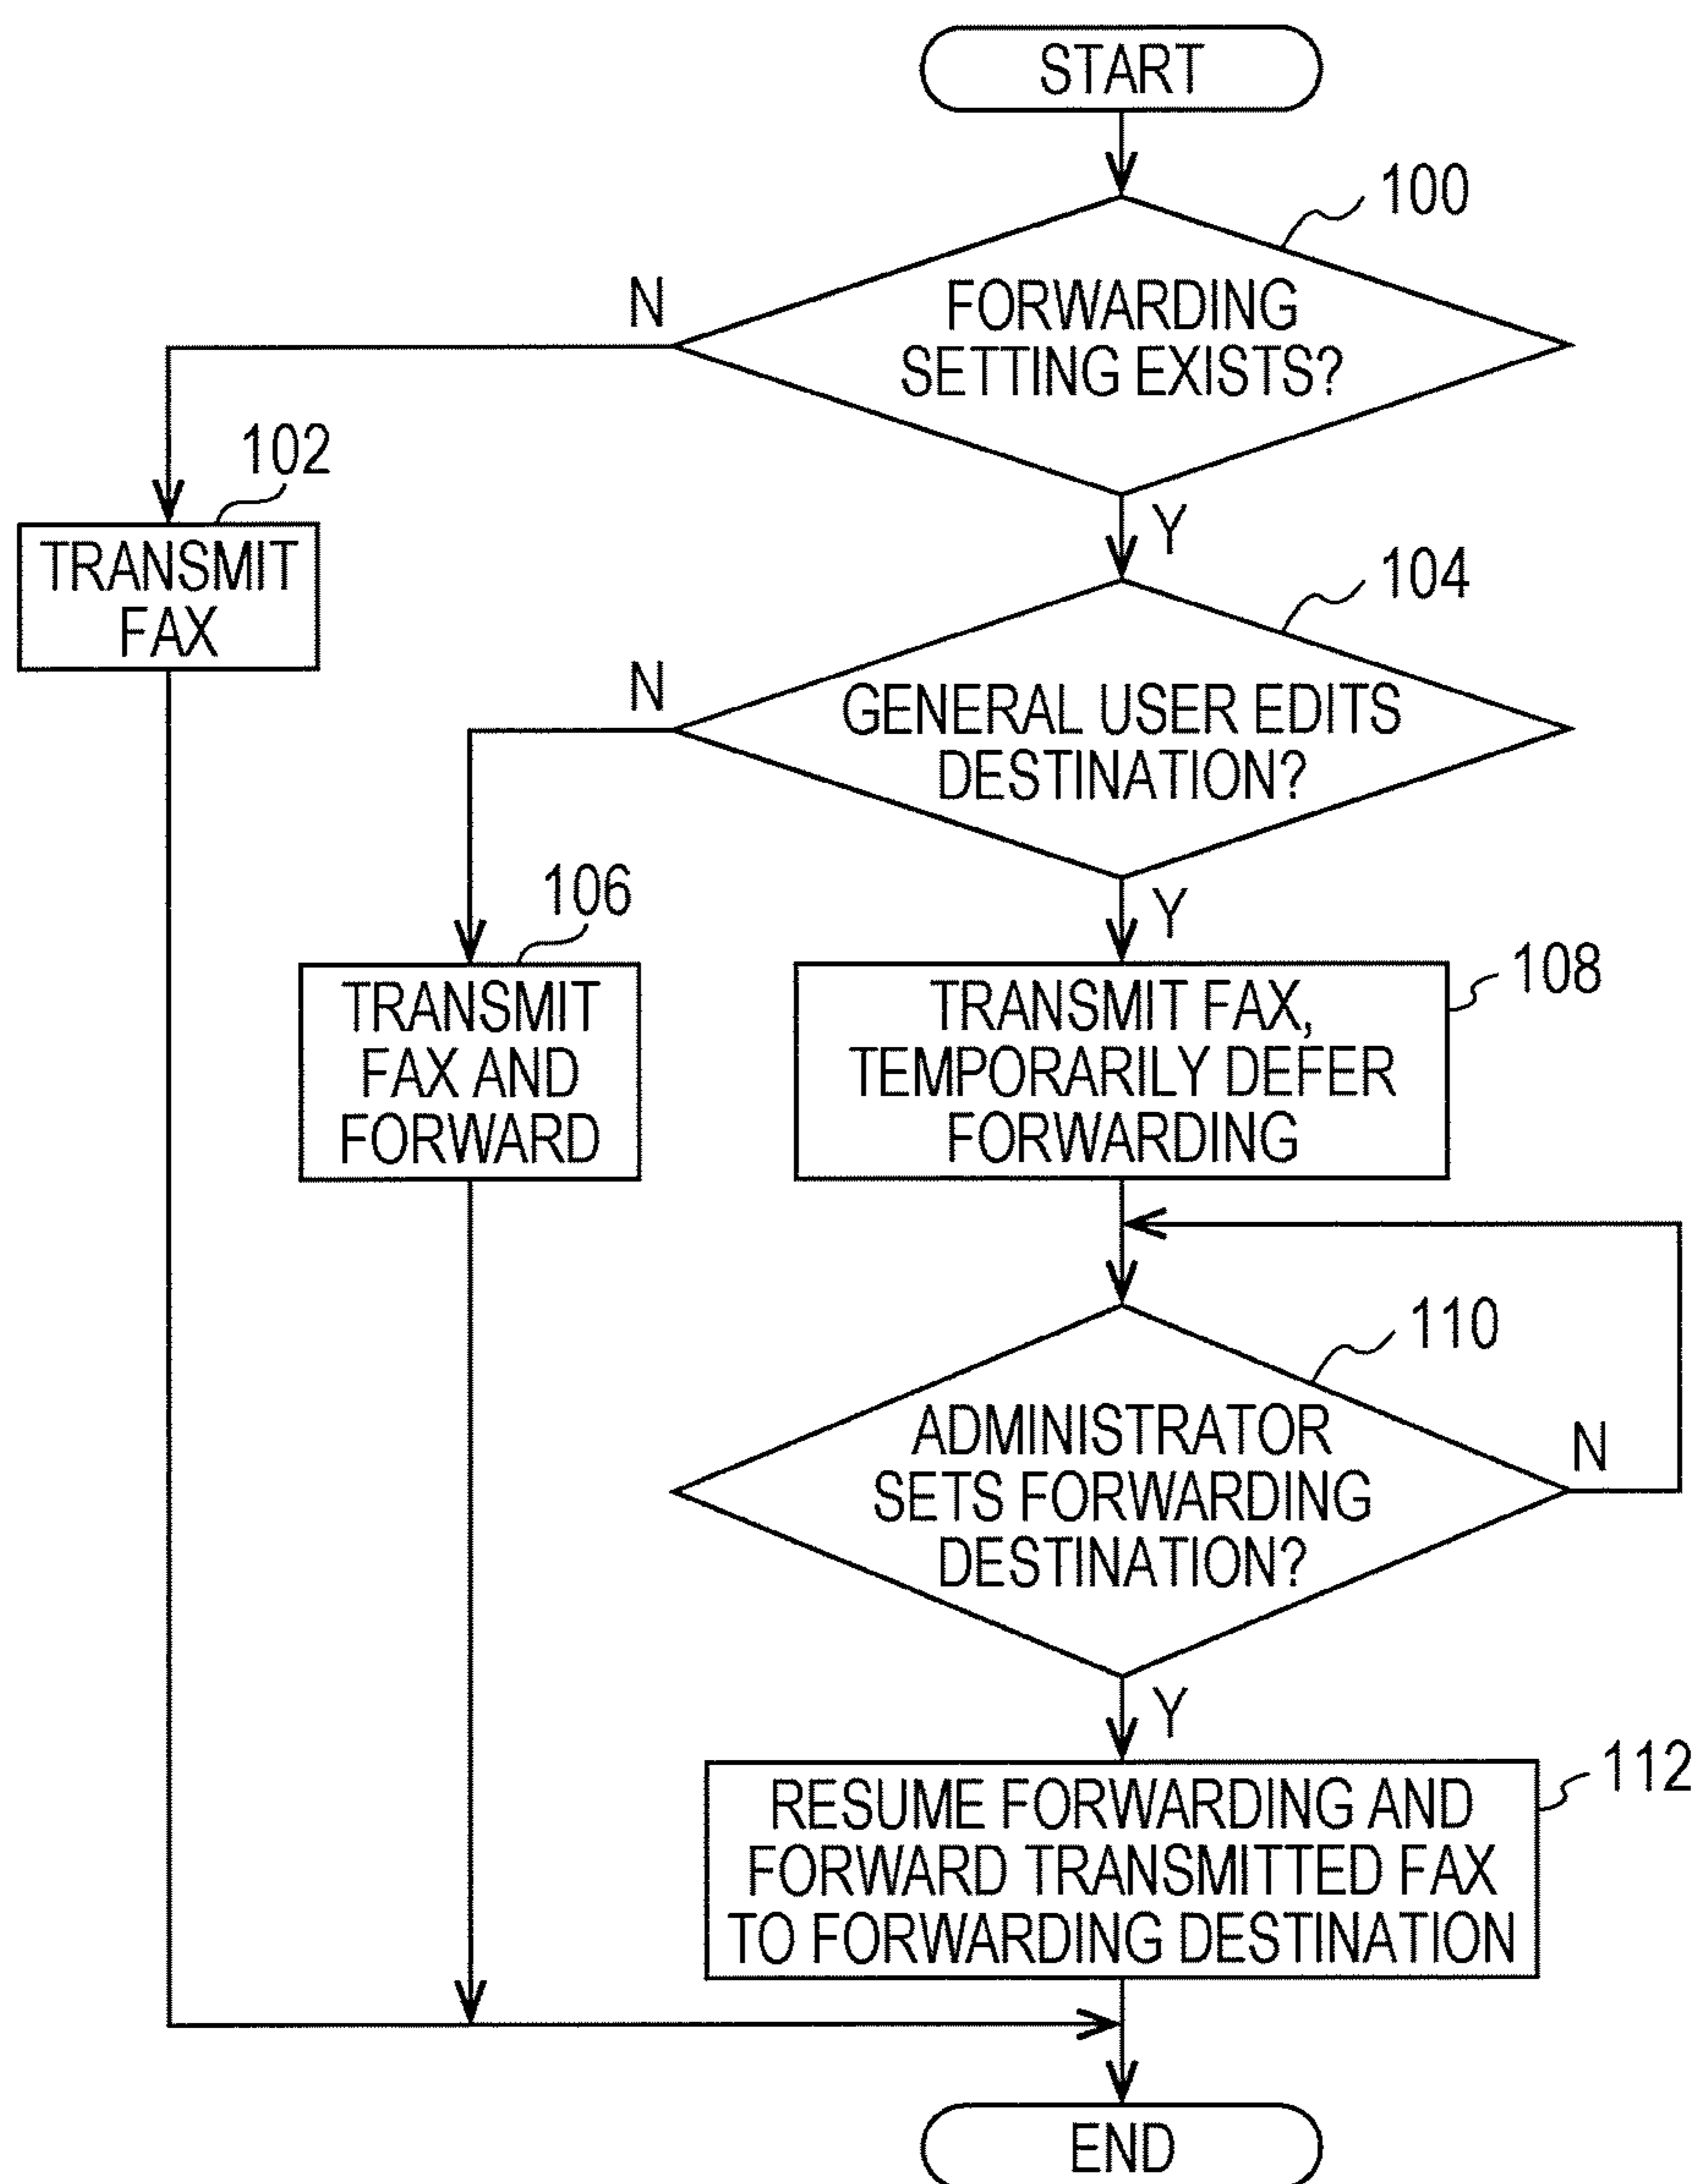 START
100
N
FORWARDING
SETTING EXISTS?
102
TRANSMIT
FAX
Y
104
N
GENERAL USER EDITS
DESTINATION?
106
TRANSMIT
FAX AND
FORWARD
Y
108
TRANSMIT FAX,
TEMPORARILY DEFER
FORWARDING
110
ADMINISTRATOR
SETS FORWARDING
DESTINATION?
N
Y
112
RESUME FORWARDING AND
FORWARD TRANSMITTED FAX
TO FORWARDING DESTINATION
END